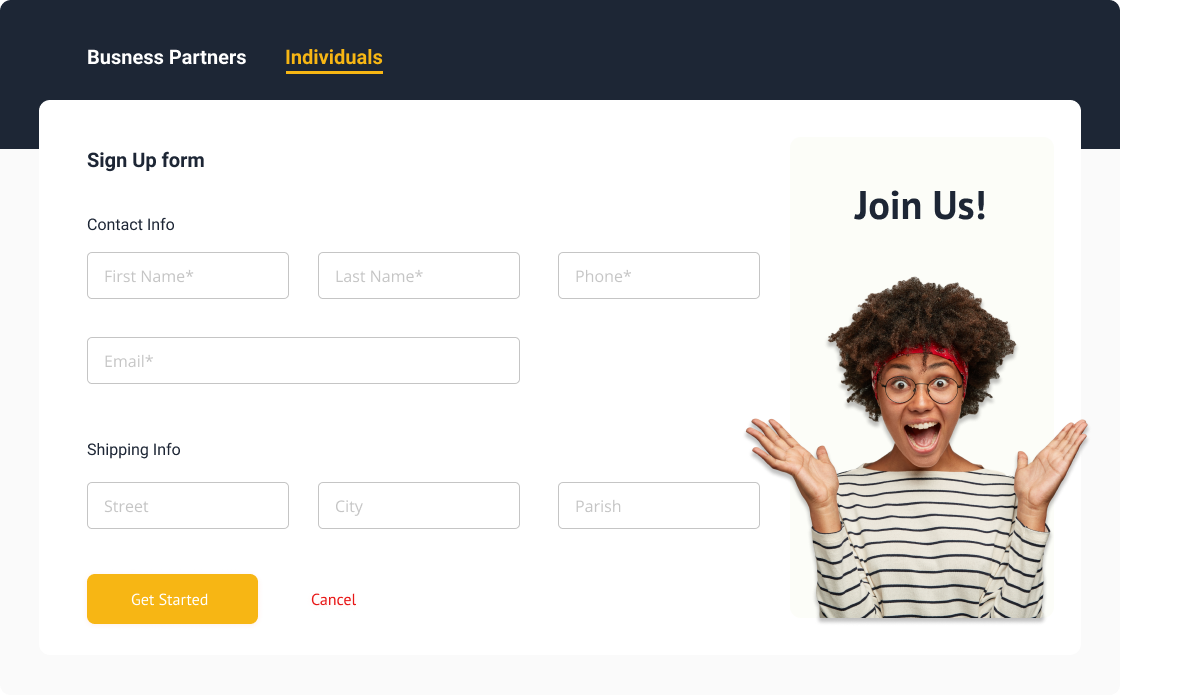 Busness Partners Individuals
Sign Up form
Join Us!
Contact Info
First Name* Last Name* Phone*
Email*
Shipping Info
Street City Parish
Get Started Cancel